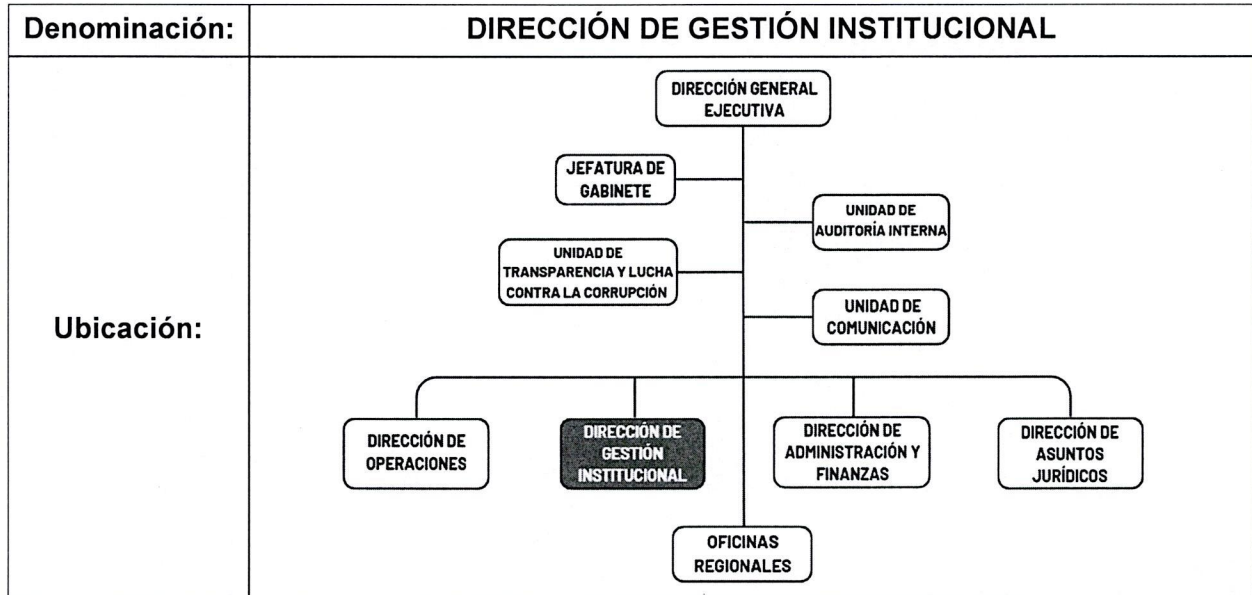 Denominación:
DIRECCIÓN DE GESTIÓN INSTITUCIONAL
Ubicación:
DIRECCIÓN GENERAL
EJECUTIVA
JEFATURA DE
GABINETE
UNIDAD DE
AUDITORÍA INTERNA
UNIDAD DE
TRANSPARENCIA Y LUCHA
CONTRA LA CORRUPCIÓN
UNIDAD DE
COMUNICACIÓN
DIRECCIÓN DE
OPERACIONES
DIRECCIÓN DE
GESTIÓN
INSTITUCIONAL
DIRECCIÓN DE
ADMINISTRACIÓN Y
FINANZAS
DIRECCIÓN DE
ASUNTOS
JURÍDICOS
OFICINAS
REGIONALES